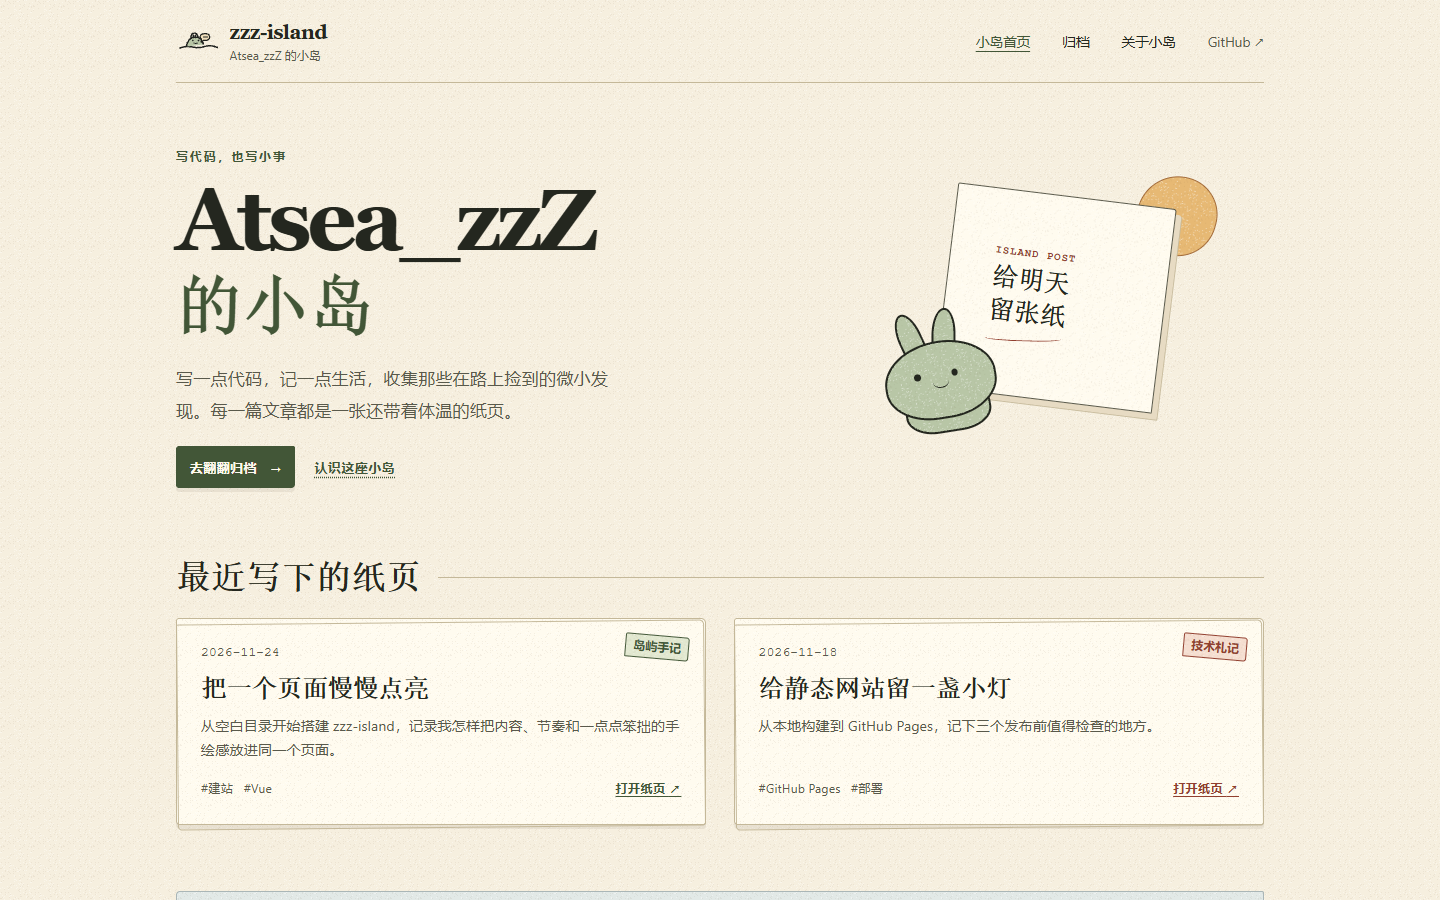 zzz-island
Atsea_zzZ 的小岛
小岛首页
归档
关于小岛
GitHub ↗
写代码，也写小事
Atsea_zzZ
的小岛
写一点代码，记一点生活，收集那些在路上捡到的微小发
现。每一篇文章都是一张还带着体温的纸页。
去翻翻归档 →
认识这座小岛
ISLAND POST
给明天
留张纸
最近写下的纸页
2026-11-24
岛屿手记
把一个页面慢慢点亮
从空白目录开始搭建 zzz-island，记录我怎样把内容、节奏和一点点笨拙的手
绘感放进同一个页面。
#建站 #Vue
打开纸页 ↗
2026-11-18
技术札记
给静态网站留一盏小灯
从本地构建到 GitHub Pages，记下三个发布前值得检查的地方。
#GitHub Pages #部署
打开纸页 ↗